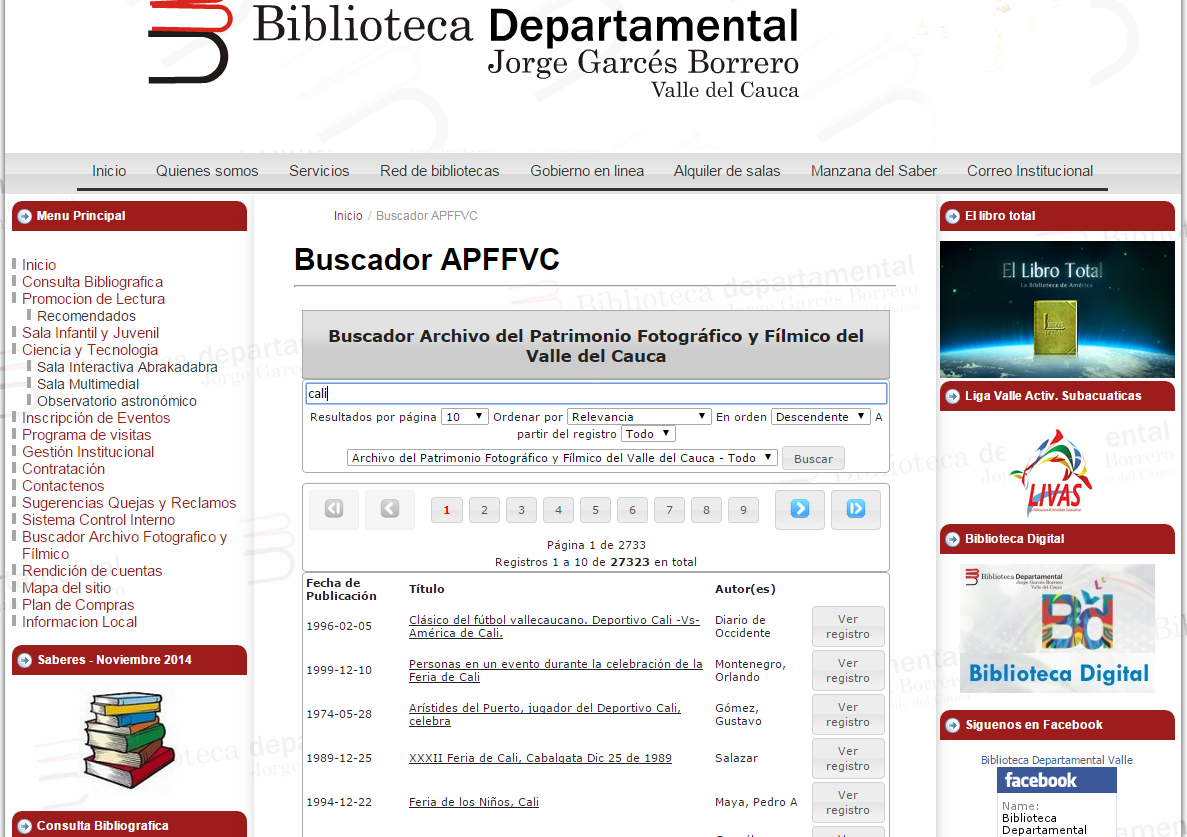 Biblioteca Departamental
Jorge Garcés Borrero
Valle del Cauca
Inicio Quienes somos Servicios Red de bibliotecas Gobierno en linea Alquiler de salas Manzana del Saber Correo Institucional
Menu Principal
Inicio
Consulta Bibliografica
Promocion de Lectura
Recomendados
Sala Infantil y Juvenil
Ciencia y Tecnologia
Sala Interactiva Abrakadabra
Sala Multimedial
Observatorio astronómico
Inscripción de Eventos
Programa de visitas
Gestión Institucional
Contratación
Contactenos
Sugerencias Quejas y Reclamos
Sistema Control Interno
Buscador Archivo Fotografico y
Fílmico
Rendición de cuentas
Mapa del sitio
Plan de Compras
Informacion Local
Saberes - Noviembre 2014
Consulta Bibliografica
Inicio / Buscador APFFVC
Buscador APFFVC
Buscador Archivo del Patrimonio Fotográfico y Fílmico del
Valle del Cauca
cali
Resultados por página 10 Ordenar por Relevancia En orden Descendente A
partir del registro Todo
Archivo del Patrimonio Fotográfico y Fílmico del Valle del Cauca - Todo Buscar
1 2 3 4 5 6 7 8 9
Página 1 de 2733
Registros 1 a 10 de 27323 en total
Fecha de
Publicación Título Autor(es)
1996-02-05 Clásico del fútbol vallecaucano. Deportivo Cali -Vs-
América de Cali. Diario de
Occidente Ver
registro
1999-12-10 Personas en un evento durante la celebración de la
Feria de Cali Montenegro,
Orlando Ver
registro
1974-05-28 Arístides del Puerto, jugador del Deportivo Cali,
celebra Gómez,
Gustavo Ver
registro
1989-12-25 XXXII Feria de Cali, Cabalgata Dic 25 de 1989 Salazar Ver
registro
1994-12-22 Feria de los Niños, Cali Maya, Pedro A Ver
registro
El libro total
El Libro Total
La Biblioteca de América
Liga Valle Activ. Subacuaticas
LIVAS
Biblioteca Digital
Biblioteca Departamental
Jorge Garcés Borrero
Valle del Cauca
Bd
Biblioteca Digital
Siguenos en Facebook
Biblioteca Departamental Valle
facebook
Name:
Biblioteca
Departamental